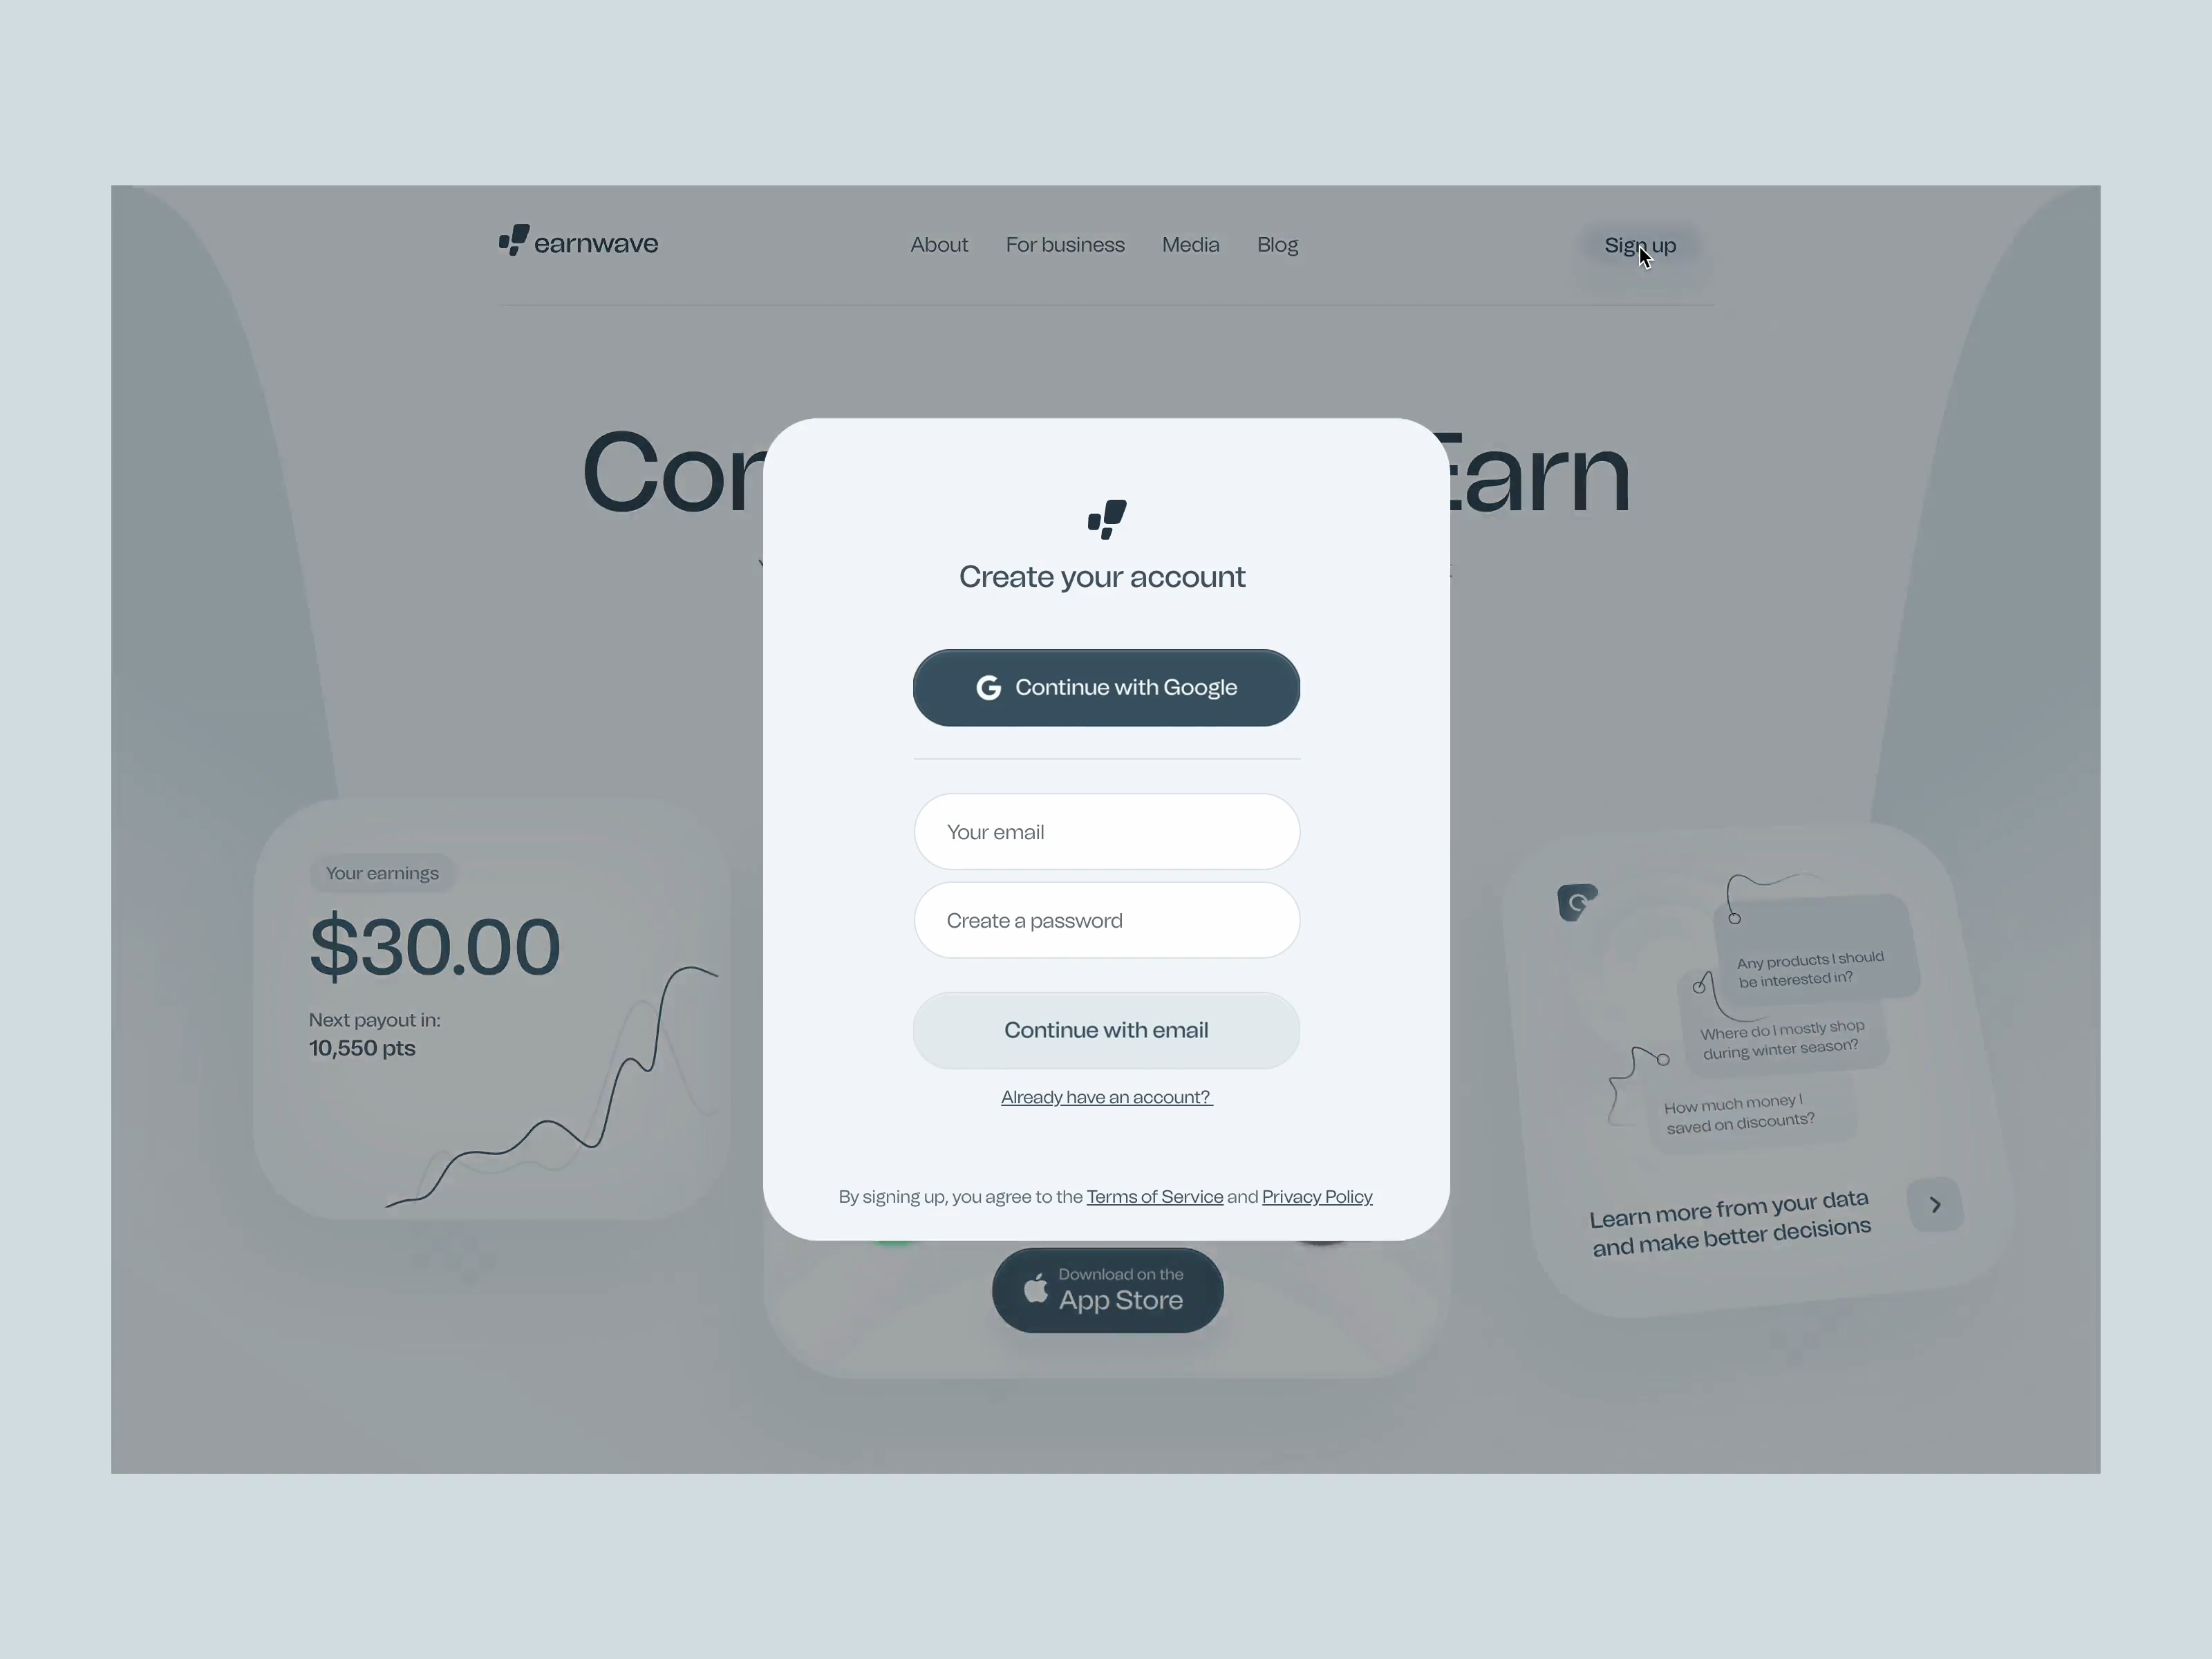 earnwave
About
For business
Media
Blog
Sign up
Create your account
Continue with Google
Your email
Create a password
Continue with email
Already have an account?
By signing up, you agree to the Terms of Service and Privacy Policy
Your earnings
$30.00
Next payout in:
10,550 pts
Any products I should
be interested in?
Where do I mostly shop
during winter season?
How much money I
saved on discounts?
Learn more from your data
and make better decisions
Download on the
App Store